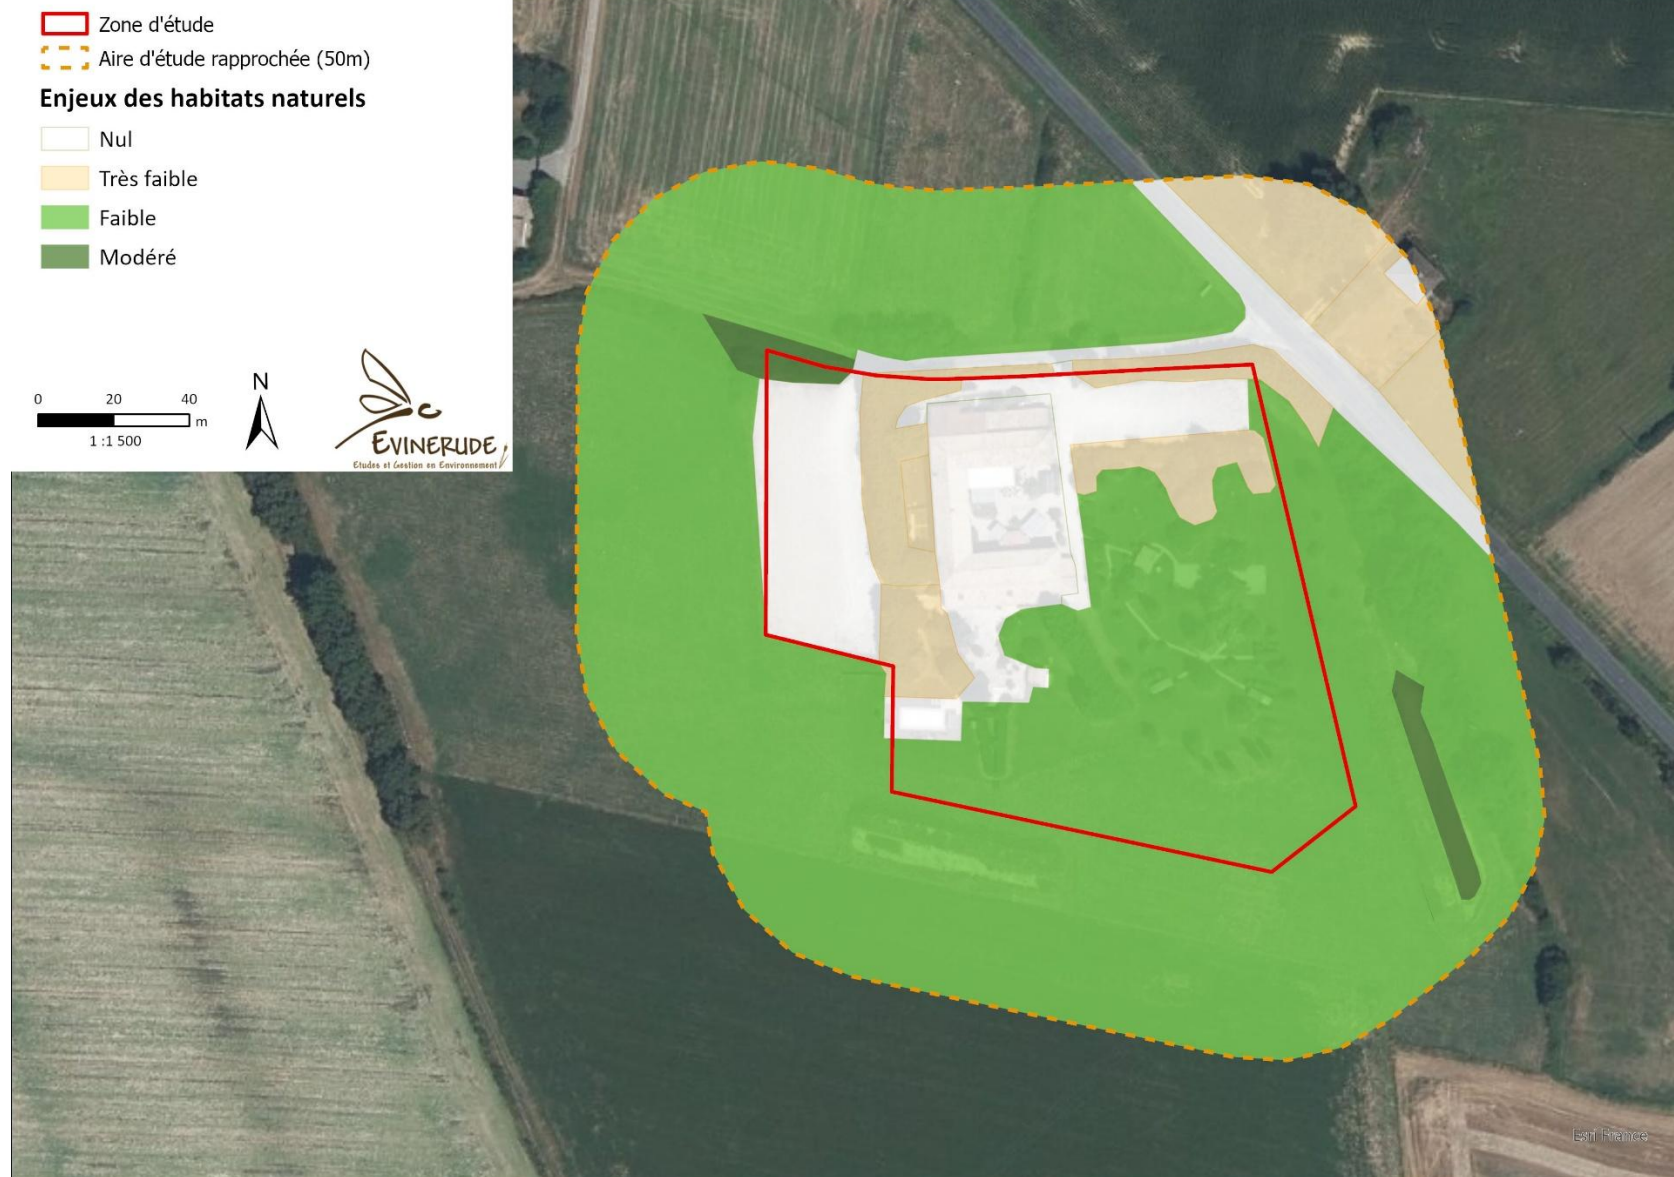 Zone d'étude
Aire d'étude rapprochée (50m)
Enjeux des habitats naturels
Nul
Très faible
Faible
Modéré
0 20 40
m
1 :1 500
N
EVINERUDE
Etudes et Gestion en Environnement
Esri France